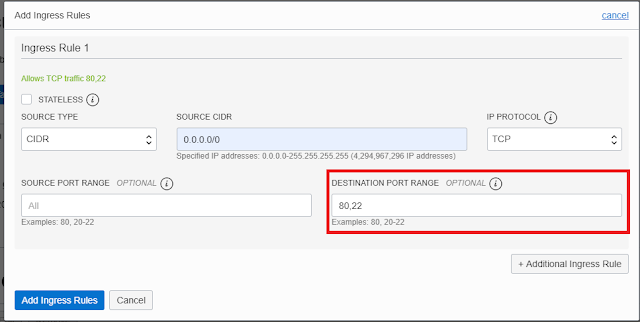 Add Ingress Rules cancel
Ingress Rule 1
Allows TCP traffic 80,22
STATELESS i
SOURCE TYPE SOURCE CIDR IP PROTOCOL i
CIDR 0.0.0.0/0 TCP
Specified IP addresses: 0.0.0.0-255.255.255.255 (4,294,967,296 IP addresses)
SOURCE PORT RANGE OPTIONAL i DESTINATION PORT RANGE OPTIONAL i
All 80,22
Examples: 80, 20-22 Examples: 80, 20-22
+ Additional Ingress Rule
Add Ingress Rules Cancel